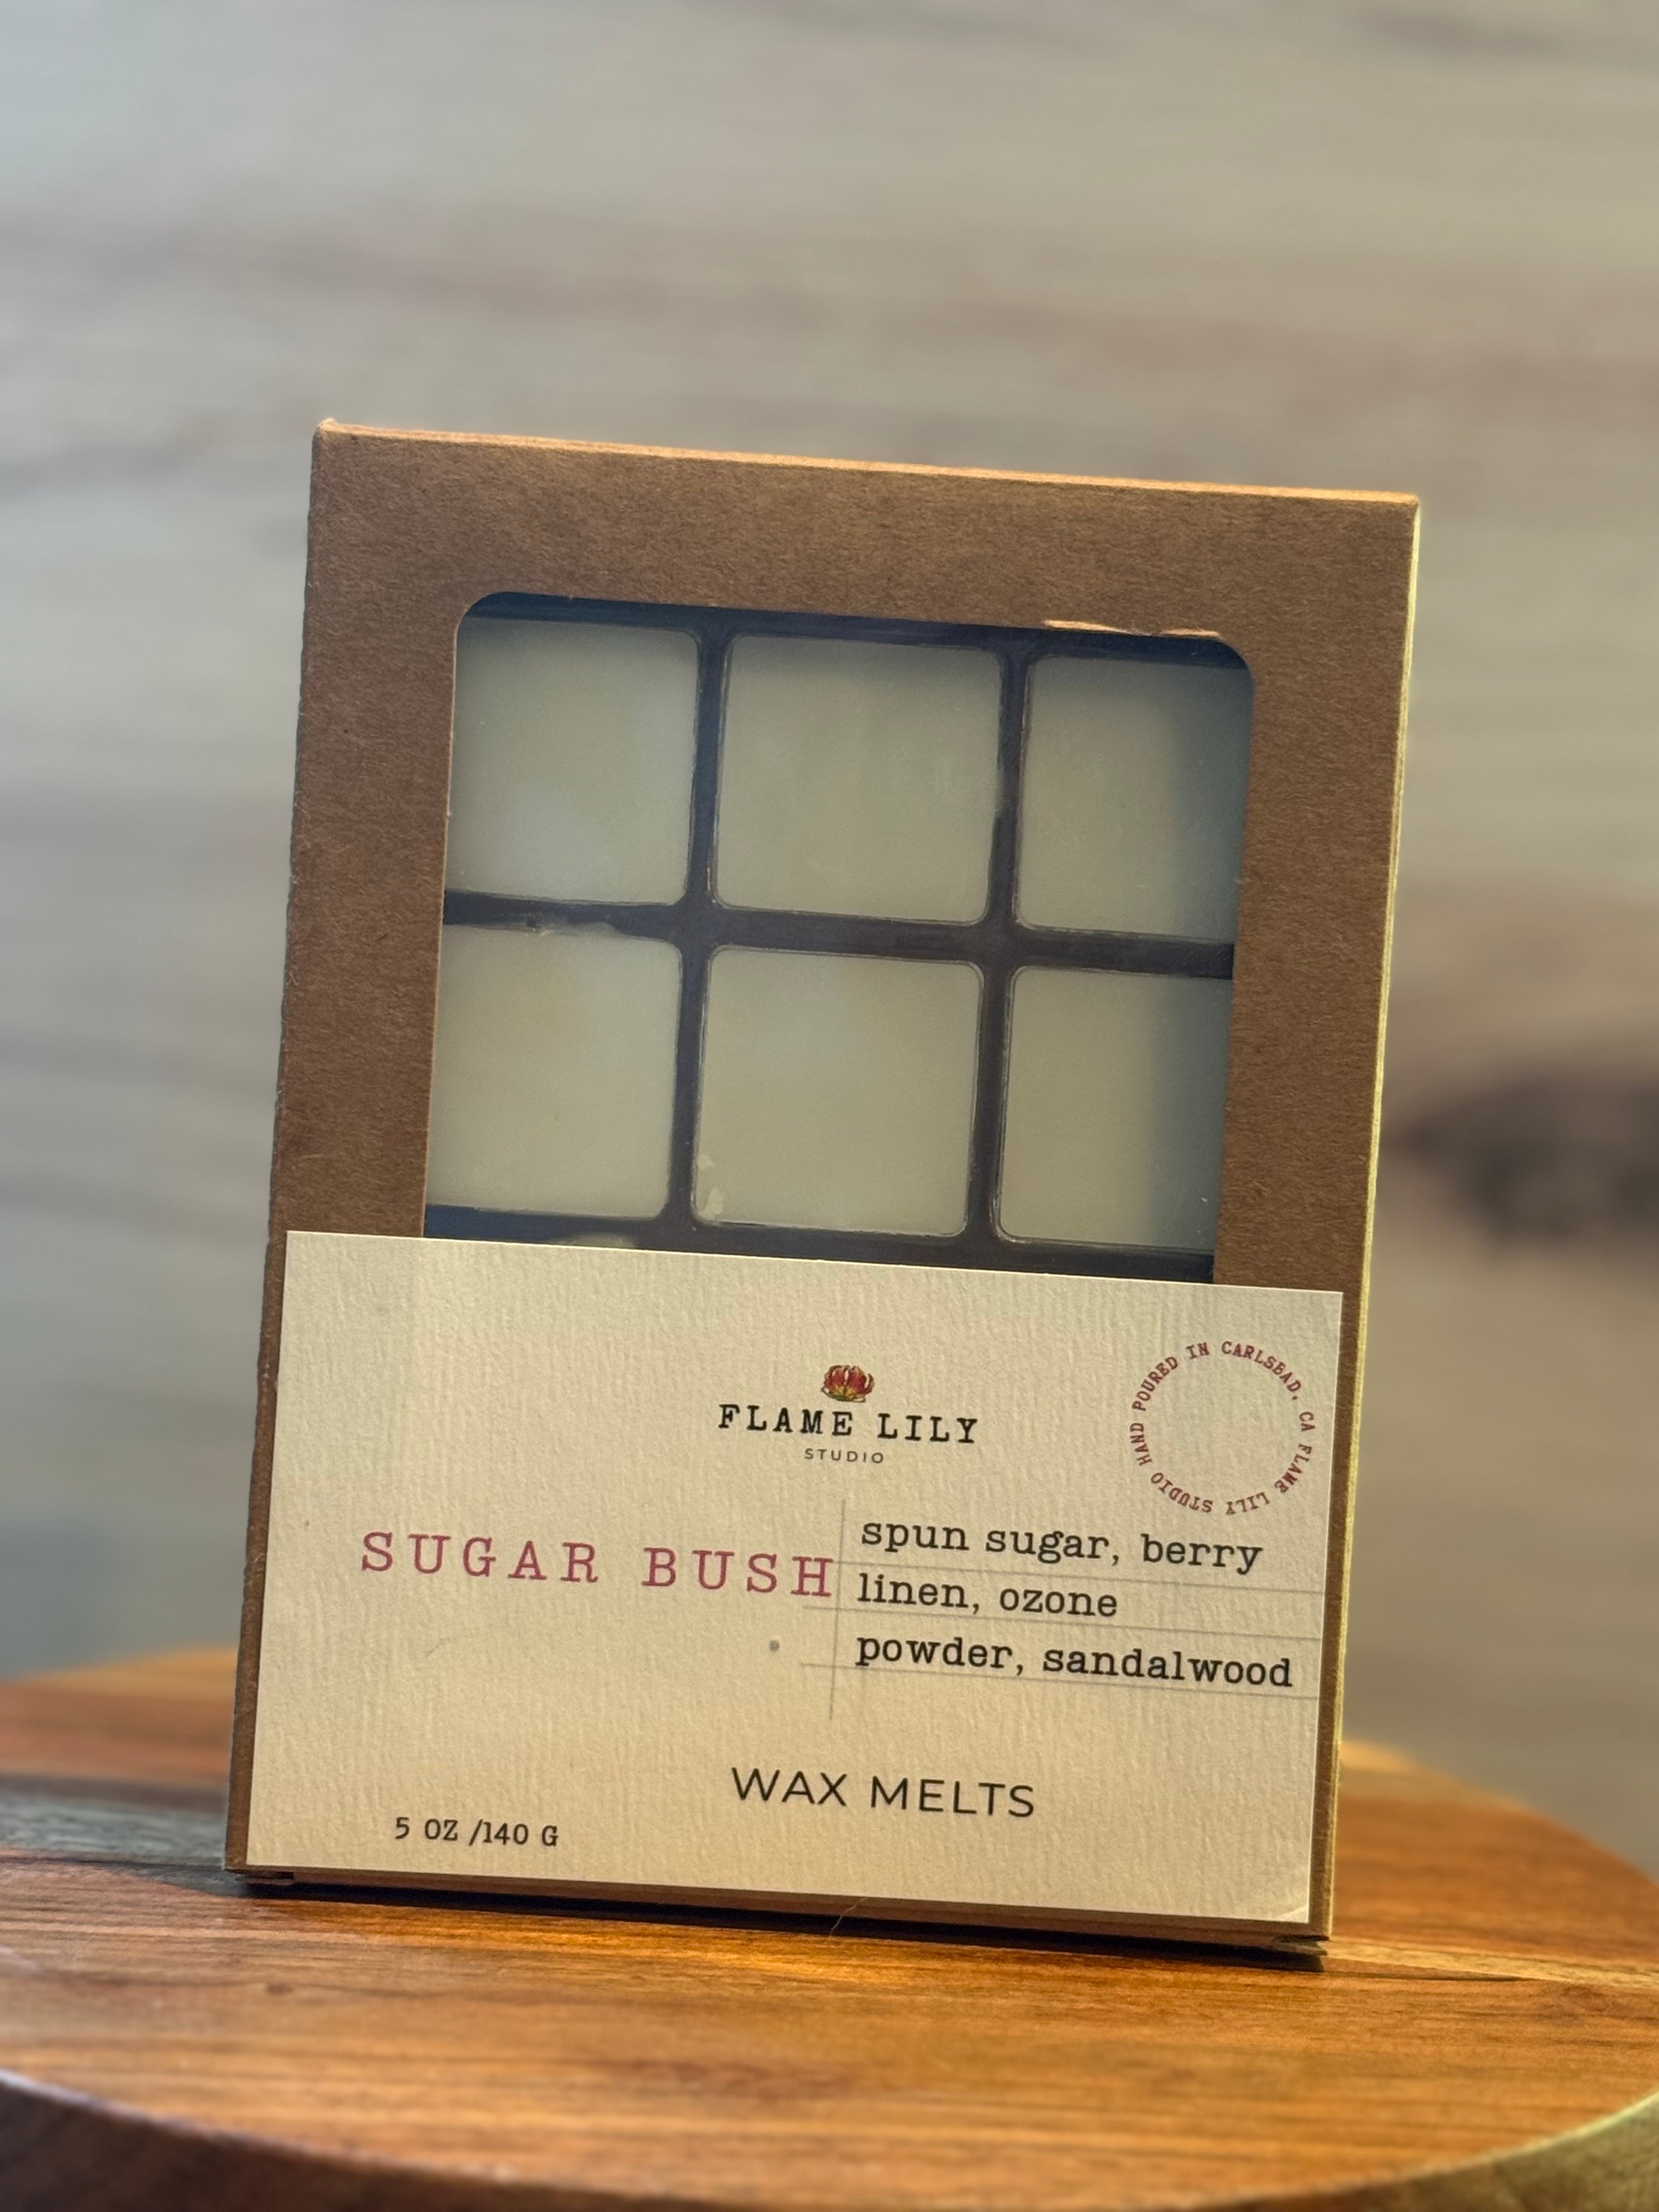 FLAME LILY
STUDIO
HAND POURED IN CARLSBAD, CA FLAME LILY STUDIO
SUGAR BUSH
spun sugar, berry
linen, ozone
powder, sandalwood
WAX MELTS
5 OZ /140 G